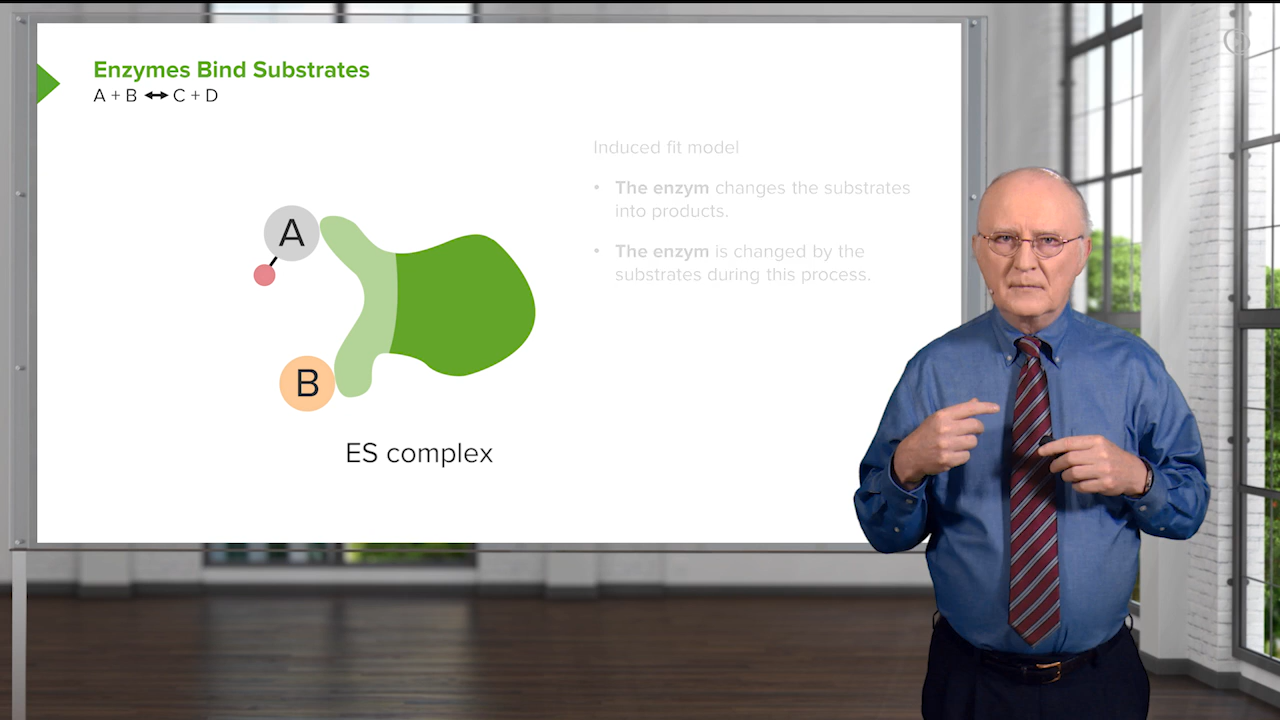 Enzymes Bind Substrates
A + B ↔ C + D
Induced fit model
• The enzym changes the substrates
into products.
• The enzym is changed by the
substrates during this process.
A
B
ES complex